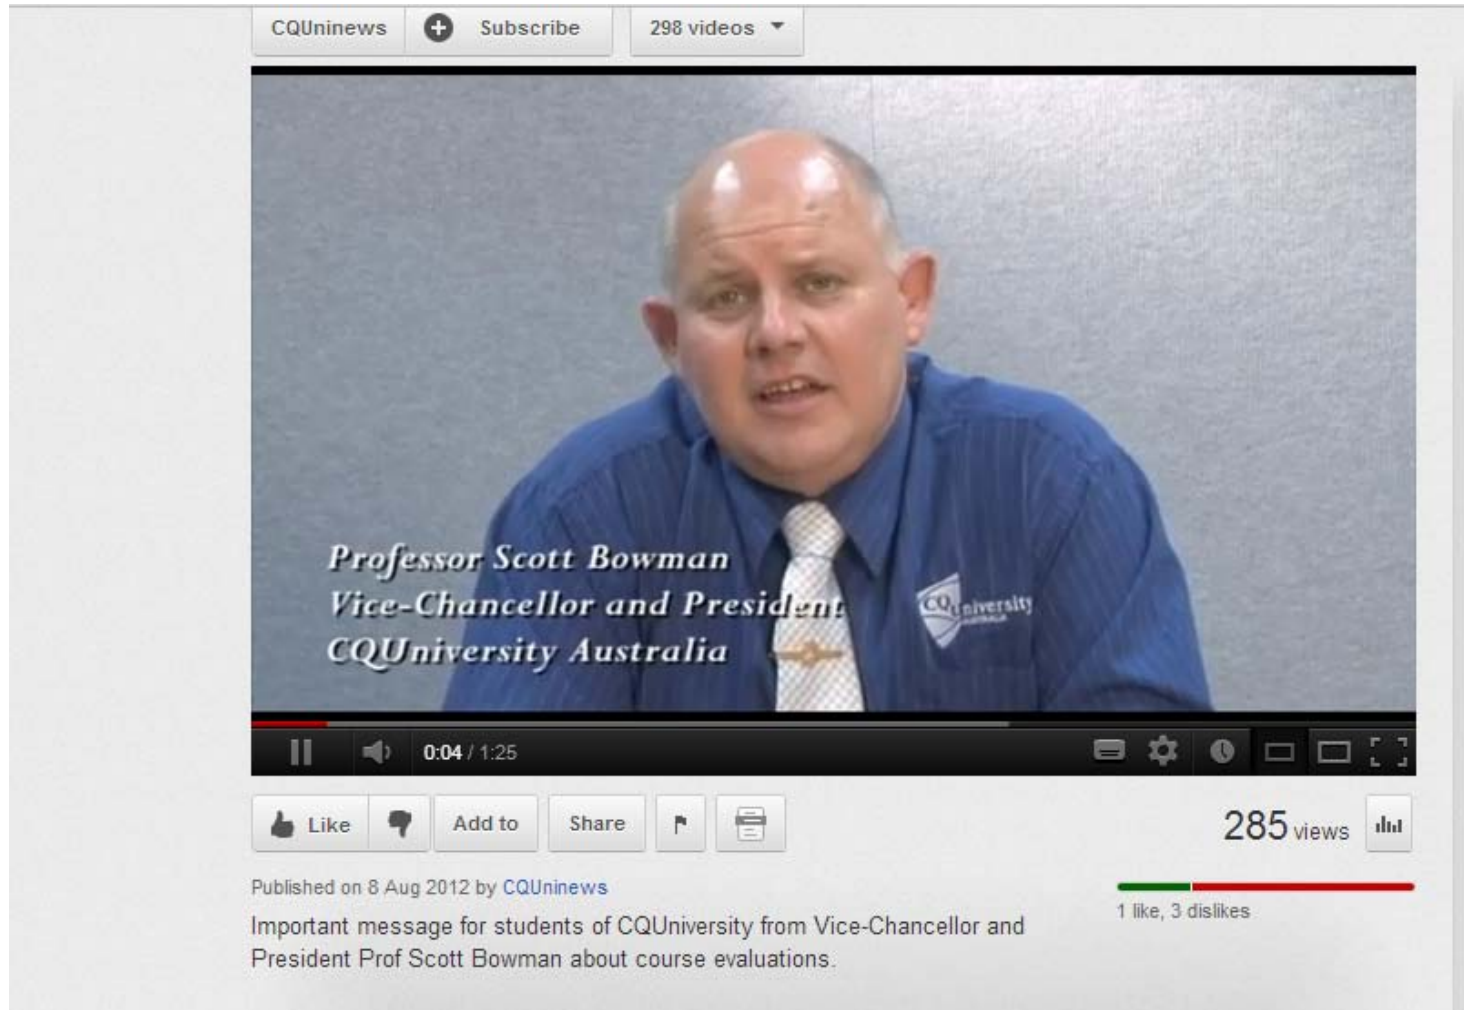 CQUninews Subscribe 298 videos
Professor Scott Bowman
Vice-Chancellor and President
CQUniversity Australia
CQUniversity
AUSTRALIA
0:04 / 1:25
Like Add to Share 285 views
Published on 8 Aug 2012 by CQUninews
1 like, 3 dislikes
Important message for students of CQUniversity from Vice-Chancellor and
President Prof Scott Bowman about course evaluations.